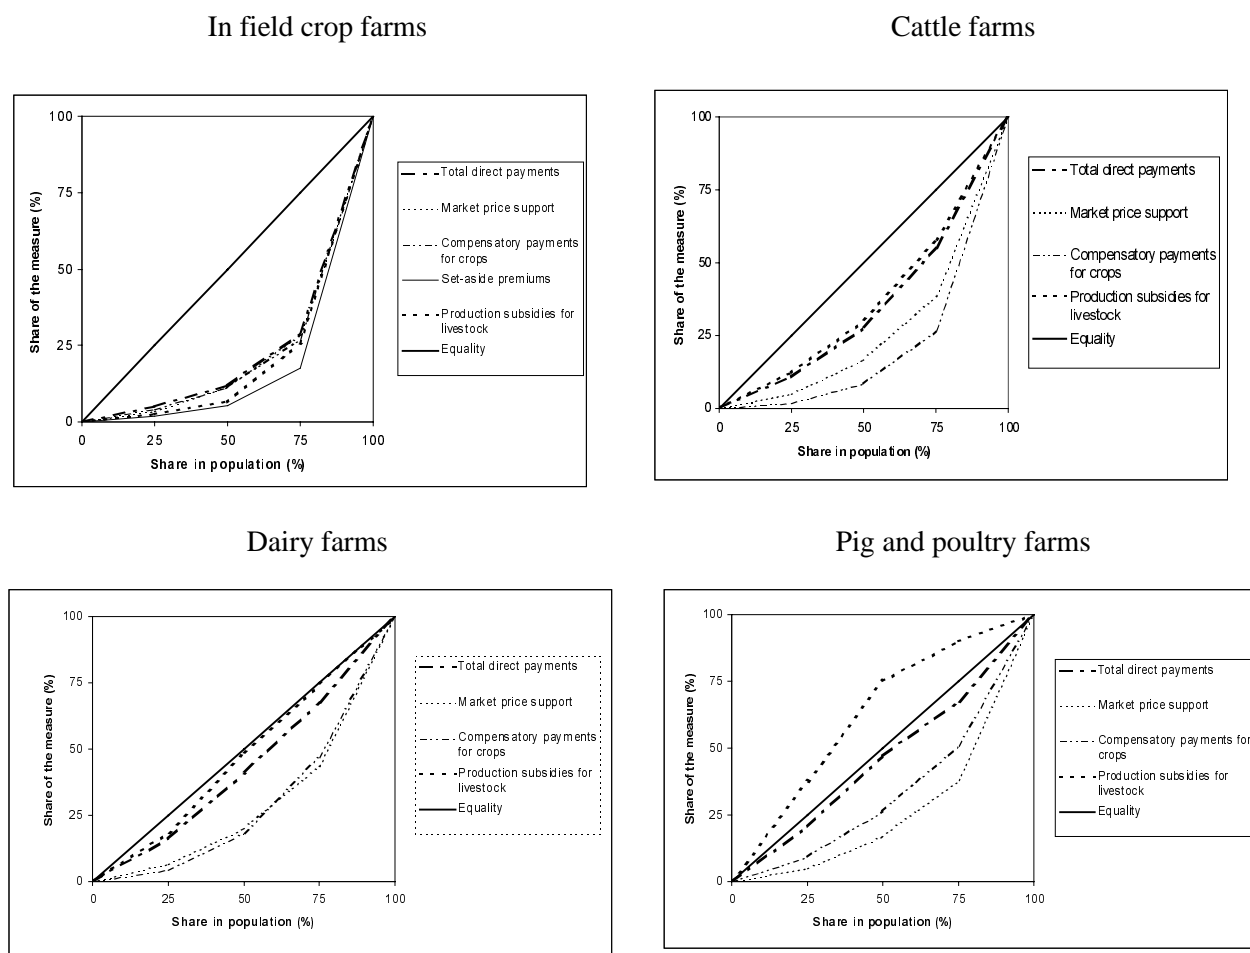 In field crop farms
Share of the measure (%)
100
75
50
25
0
0 25 50 75 100
Share in population (%)
Total direct payments
Market price support
Compensatory payments
for crops
Set-aside premiums
Production subsidies for
livestock
Equality
Cattle farms
Share of the measure (%)
100
75
50
25
0
0 25 50 75 100
Share in population (%)
Total direct payments
Market price support
Compensatory payments
for crops
Production subsidies for
livestock
Equality
Dairy farms
Share of the measure (%)
100
75
50
25
0
0 25 50 75 100
Share in population (%)
Total direct payments
Market price support
Compensatory payments
for crops
Production subsidies for
livestock
Equality
Pig and poultry farms
Share of the measure (%)
100
75
50
25
0
0 25 50 75 100
Share in population (%)
Total direct payments
Market price support
Compensatory payments for
crops
Production subsidies for
livestock
Equality